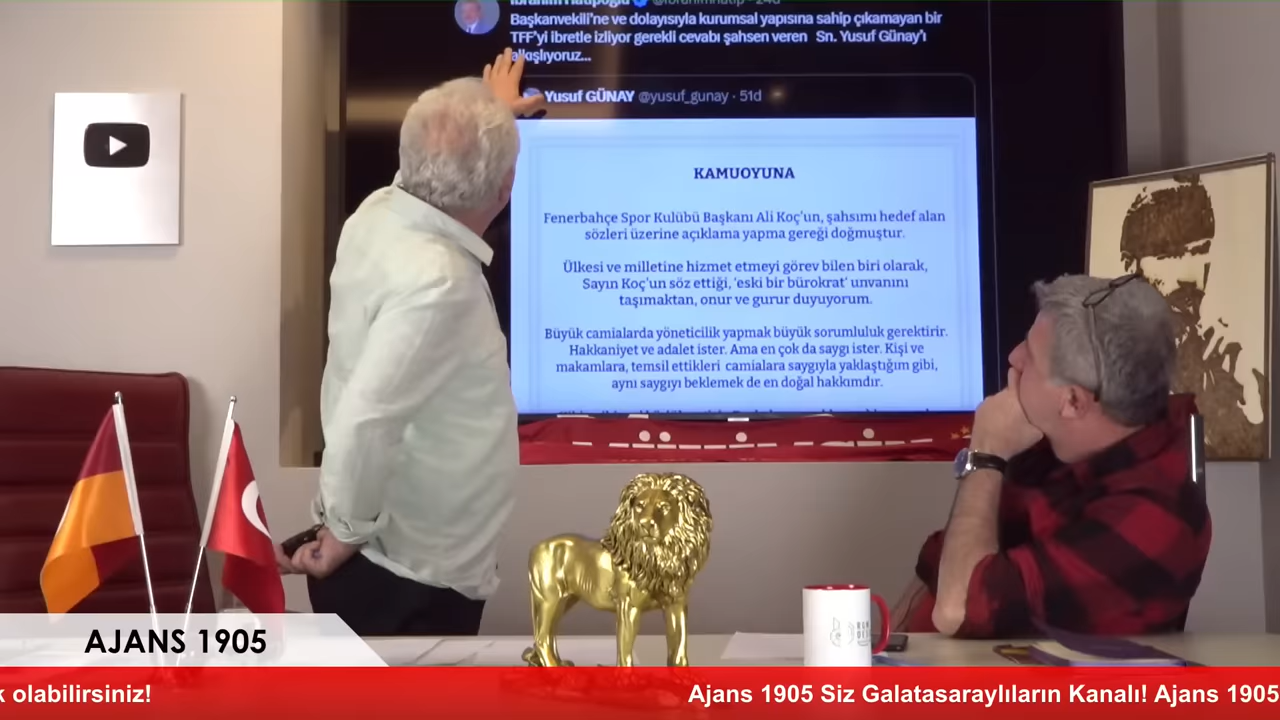 İbrahim Hatipoğlu @ibrahimhatip · 24d
Başkanvekili'ne ve dolayısıyla kurumsal yapısına sahip çıkamayan bir
TFF'yi ibretle izliyor gerekli cevabı şahsen veren Sn. Yusuf Günay'ı
alkışlıyoruz...
Yusuf GÜNAY @yusuf_gunay · 51d
KAMUOYUNA
Fenerbahçe Spor Kulübü Başkanı Ali Koç'un, şahsımı hedef alan
sözleri üzerine açıklama yapma gereği doğmuştur.
Ülkesi ve milletine hizmet etmeyi görev bilen biri olarak,
Sayın Koç'un söz ettiği, 'eski bir bürokrat' unvanını
taşımaktan, onur ve gurur duyuyorum.
Büyük camialarda yöneticilik yapmak büyük sorumluluk gerektirir.
Hakkaniyet ve adalet ister. Ama en çok da saygı ister. Kişi ve
makamlara, temsil ettikleri camialara saygıyla yaklaştığım gibi,
aynı saygıyı beklemek de en doğal hakkımdır.
AJANS 1905
k olabilirsiniz!
Ajans 1905 Siz Galatasaraylıların Kanalı! Ajans 1905